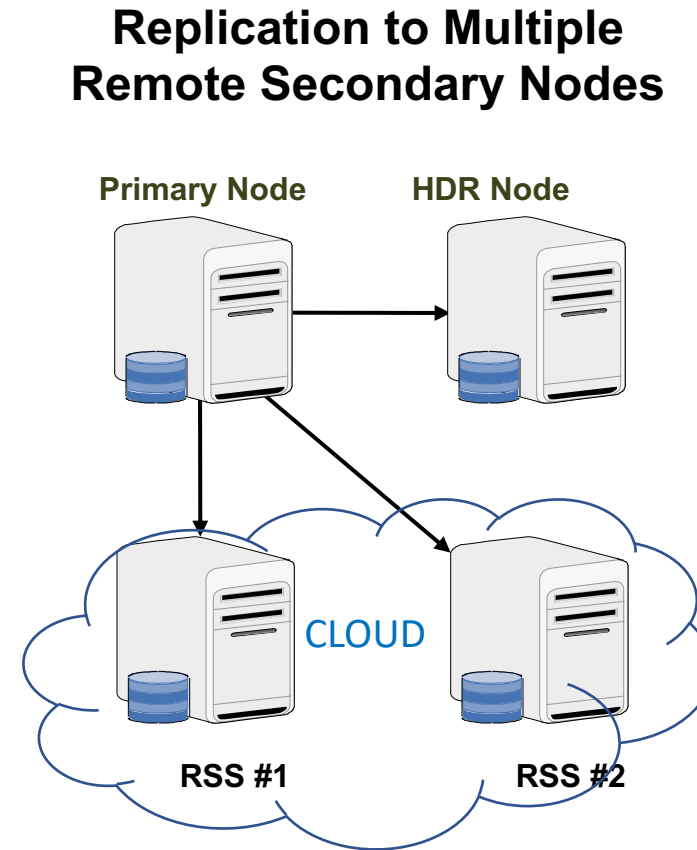 Replication to Multiple
Remote Secondary Nodes
Primary Node
HDR Node
CLOUD
RSS #1
RSS #2